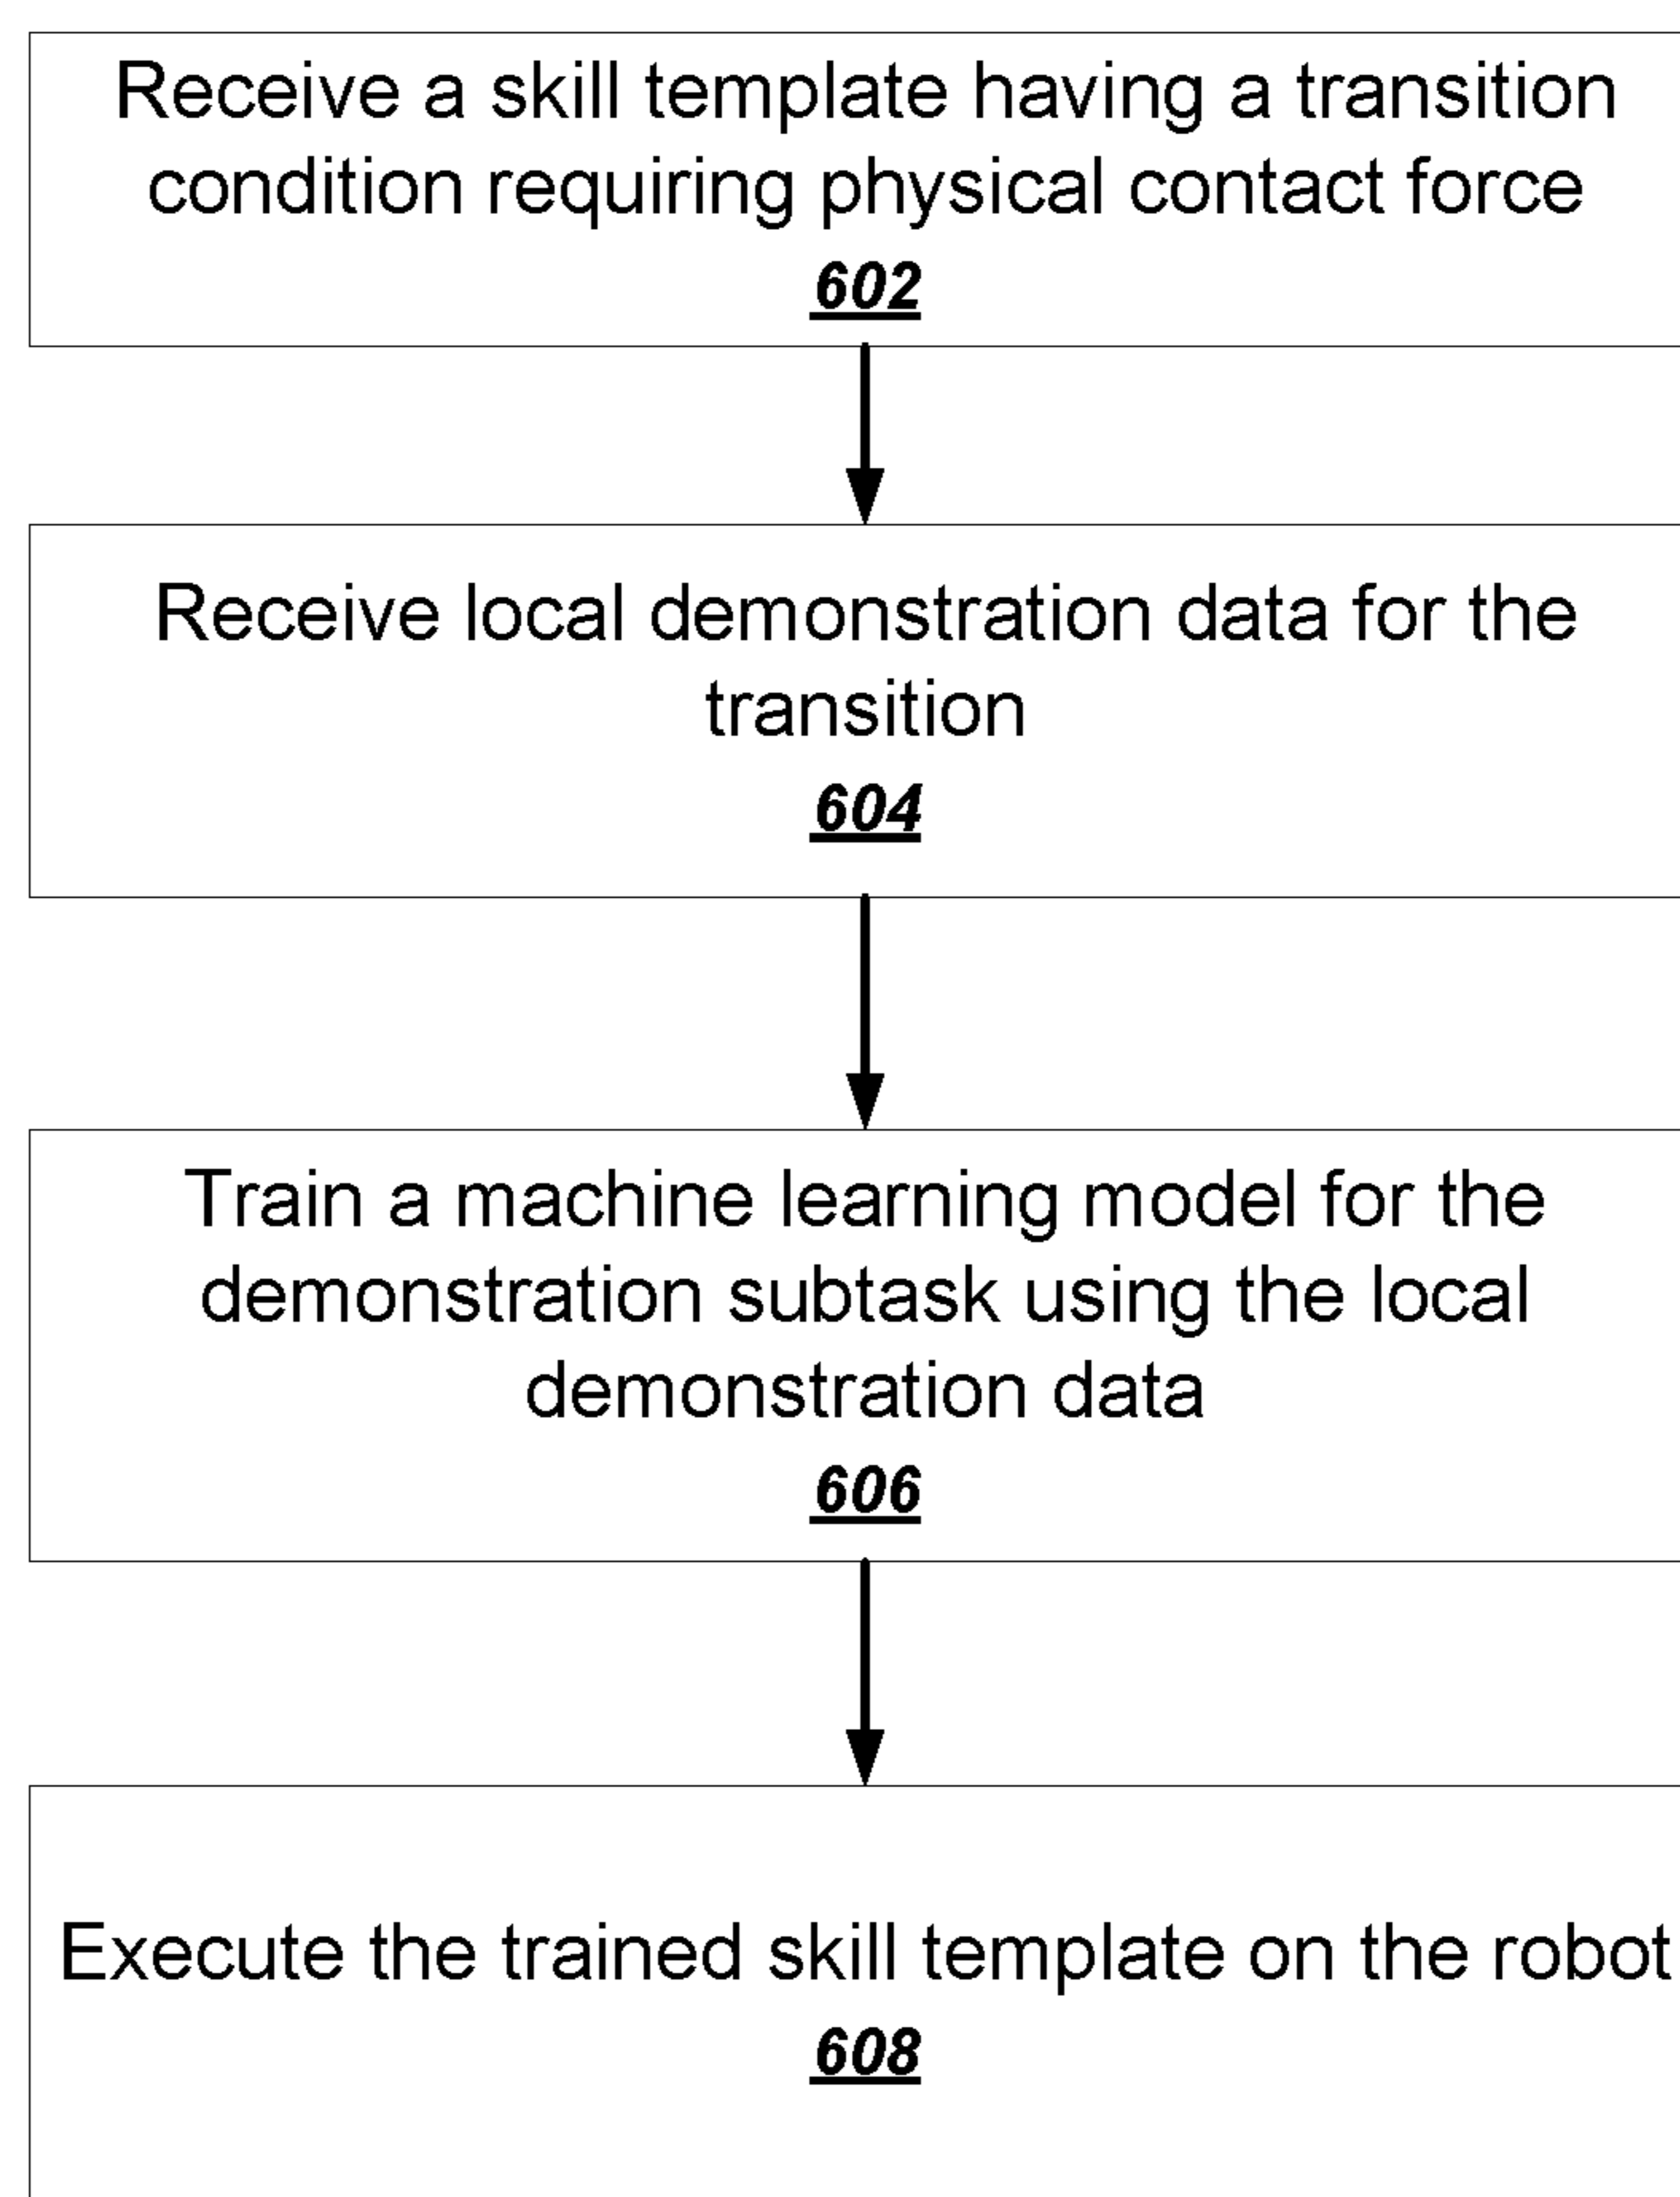 Receive a skill template having a transition
condition requiring physical contact force
602
Receive local demonstration data for the
transition
604
Train a machine learning model for the
demonstration subtask using the local
demonstration data
606
Execute the trained skill template on the robot
608